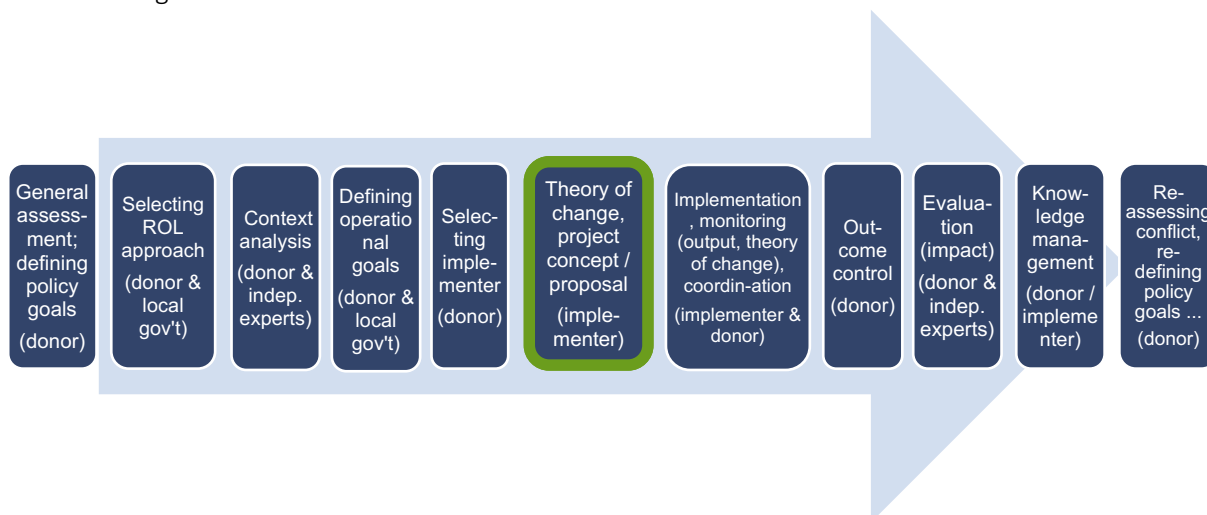 General
assess-
ment;
defining
policy
goals
(donor)
Selecting
ROL
approach
(donor &
local
gov't)
Context
analysis
(donor &
indep.
experts)
Defining
operatio
nal
goals
(donor &
local
gov't)
Selec-
ting
imple-
menter
(donor)
Theory of
change,
project
concept /
proposal
(imple-
menter)
Implementation
, monitoring
(output, theory
of change),
coordin-ation
(implementer &
donor)
Out-
come
control
(donor)
Evalua-
tion
(impact)
(donor &
indep.
experts)
Know-
ledge
mana-
gement
(donor /
impleme
nter)
Re-
assessing
conflict,
re-
defining
policy
goals ...
(donor)